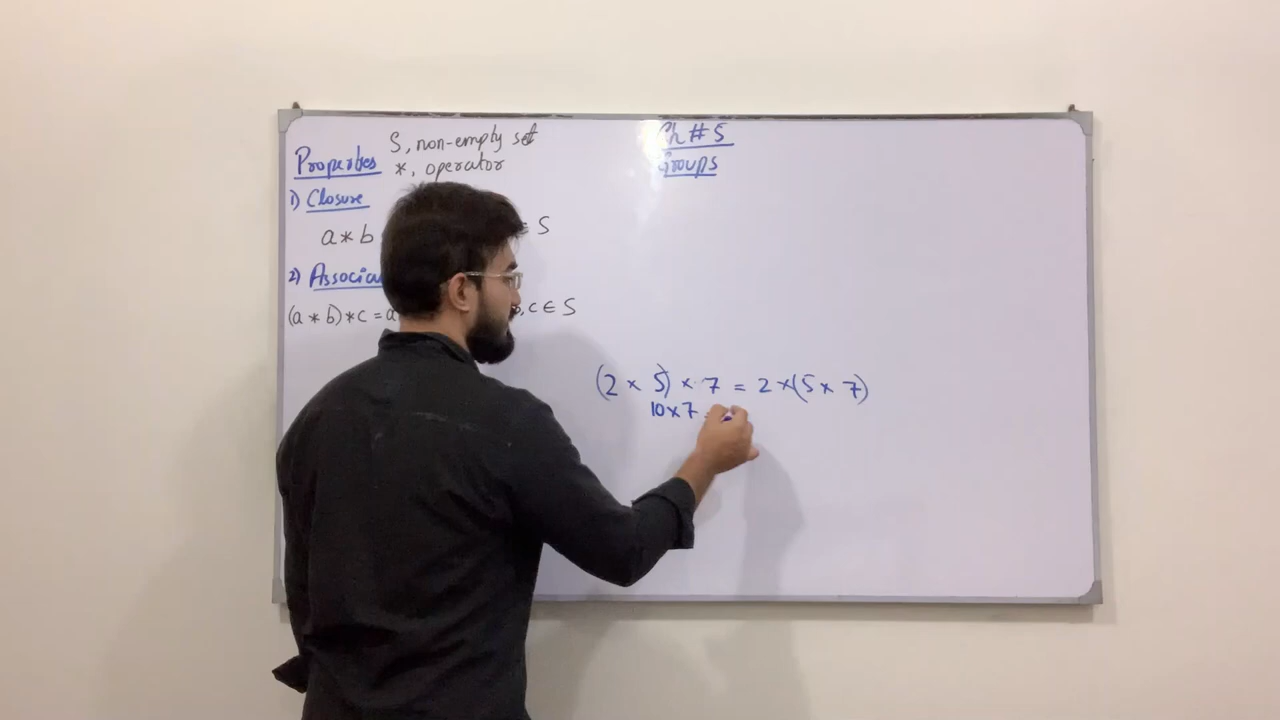 S, non-empty set
Properties *, operator
1) Closure
a * b ∈ S
2)
(a * b) * c = a b, c ∈ S
Ch # 5
Groups
(2 × 5) × 7 = 2 × (5 × 7)
10 × 7 =